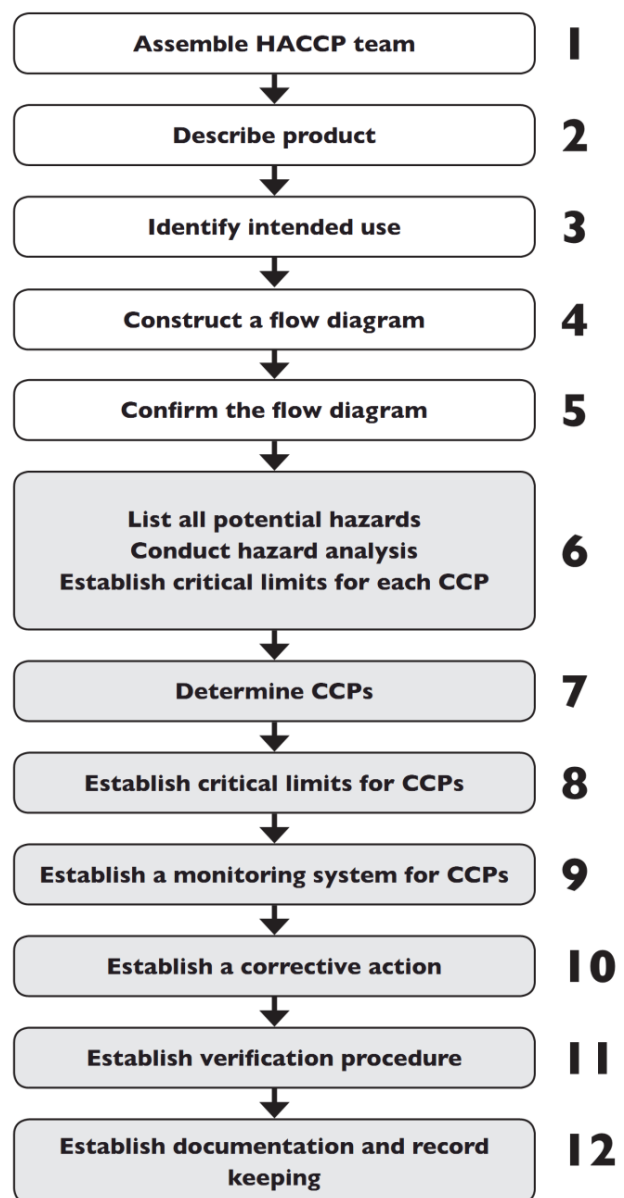 Assemble HACCP team
1
Describe product
2
Identify intended use
3
Construct a flow diagram
4
Confirm the flow diagram
5
List all potential hazards
Conduct hazard analysis
Establish critical limits for each CCP
6
Determine CCPs
7
Establish critical limits for CCPs
8
Establish a monitoring system for CCPs
9
Establish a corrective action
10
Establish verification procedure
11
Establish documentation and record
keeping
12